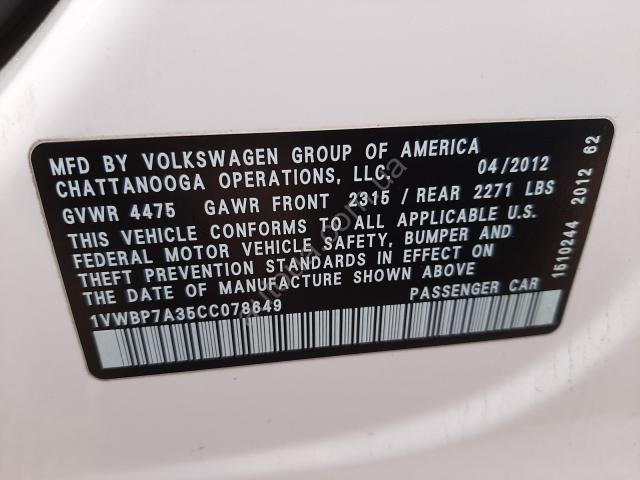 MFD BY VOLKSWAGEN GROUP OF AMERICA
CHATTANOOGA OPERATIONS, LLC. 04/2012
GVWR 4475 GAWR FRONT 2315 / REAR 2271 LBS
THIS VEHICLE CONFORMS TO ALL APPLICABLE U.S.
FEDERAL MOTOR VEHICLE SAFETY, BUMPER AND
THEFT PREVENTION STANDARDS IN EFFECT ON
THE DATE OF MANUFACTURE SHOWN ABOVE
1VWBP7A35CC078649 PASSENGER CAR
1510244 2012 62